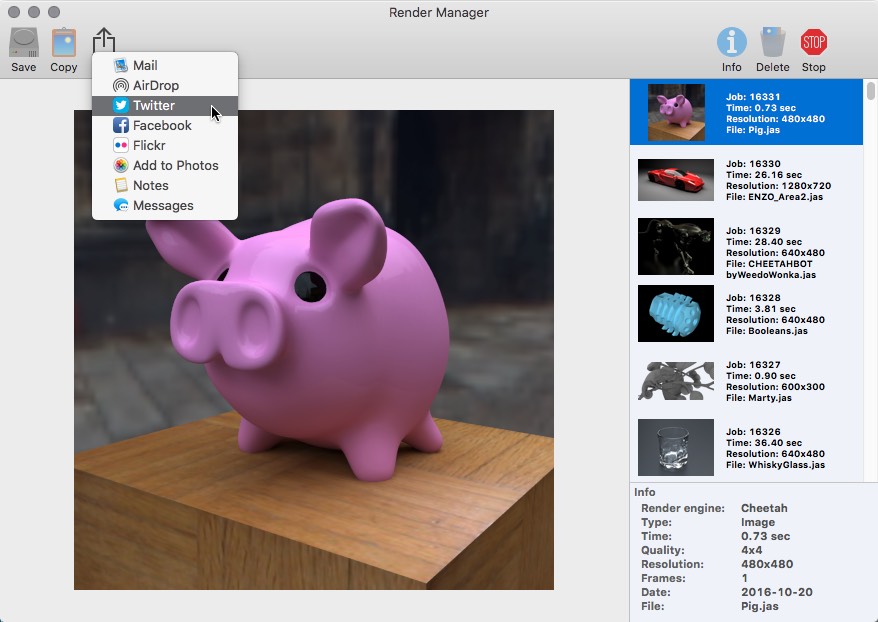 Render Manager
Save
Copy
Info
Delete
STOP
Stop
Mail
AirDrop
Twitter
Facebook
Flickr
Add to Photos
Notes
Messages
Job: 16331
Time: 0.73 sec
Resolution: 480x480
File: Pig.jas
Job: 16330
Time: 26.16 sec
Resolution: 1280x720
File: ENZO_Area2.jas
Job: 16329
Time: 28.40 sec
Resolution: 640x480
File: CHEETAHBOT
byWeedoWonka.jas
Job: 16328
Time: 3.81 sec
Resolution: 640x480
File: Booleans.jas
Job: 16327
Time: 0.90 sec
Resolution: 600x300
File: Marty.jas
Job: 16326
Time: 36.40 sec
Resolution: 640x480
File: WhiskyGlass.jas
Info
Render engine: Cheetah
Type: Image
Time: 0.73 sec
Quality: 4x4
Resolution: 480x480
Frames: 1
Date: 2016-10-20
File: Pig.jas